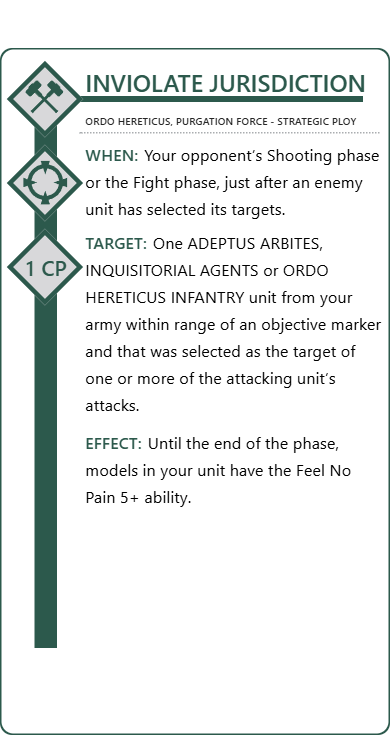 INVIOLATE JURISDICTION
ORDO HERETICUS, PURGATION FORCE - STRATEGIC PLOY
WHEN: Your opponent’s Shooting phase
or the Fight phase, just after an enemy
unit has selected its targets.
TARGET: One ADEPTUS ARBITES,
INQUISITORIAL AGENTS or ORDO
HERETICUS INFANTRY unit from your
army within range of an objective marker
and that was selected as the target of
one or more of the attacking unit’s
attacks.
1 CP
EFFECT: Until the end of the phase,
models in your unit have the Feel No
Pain 5+ ability.